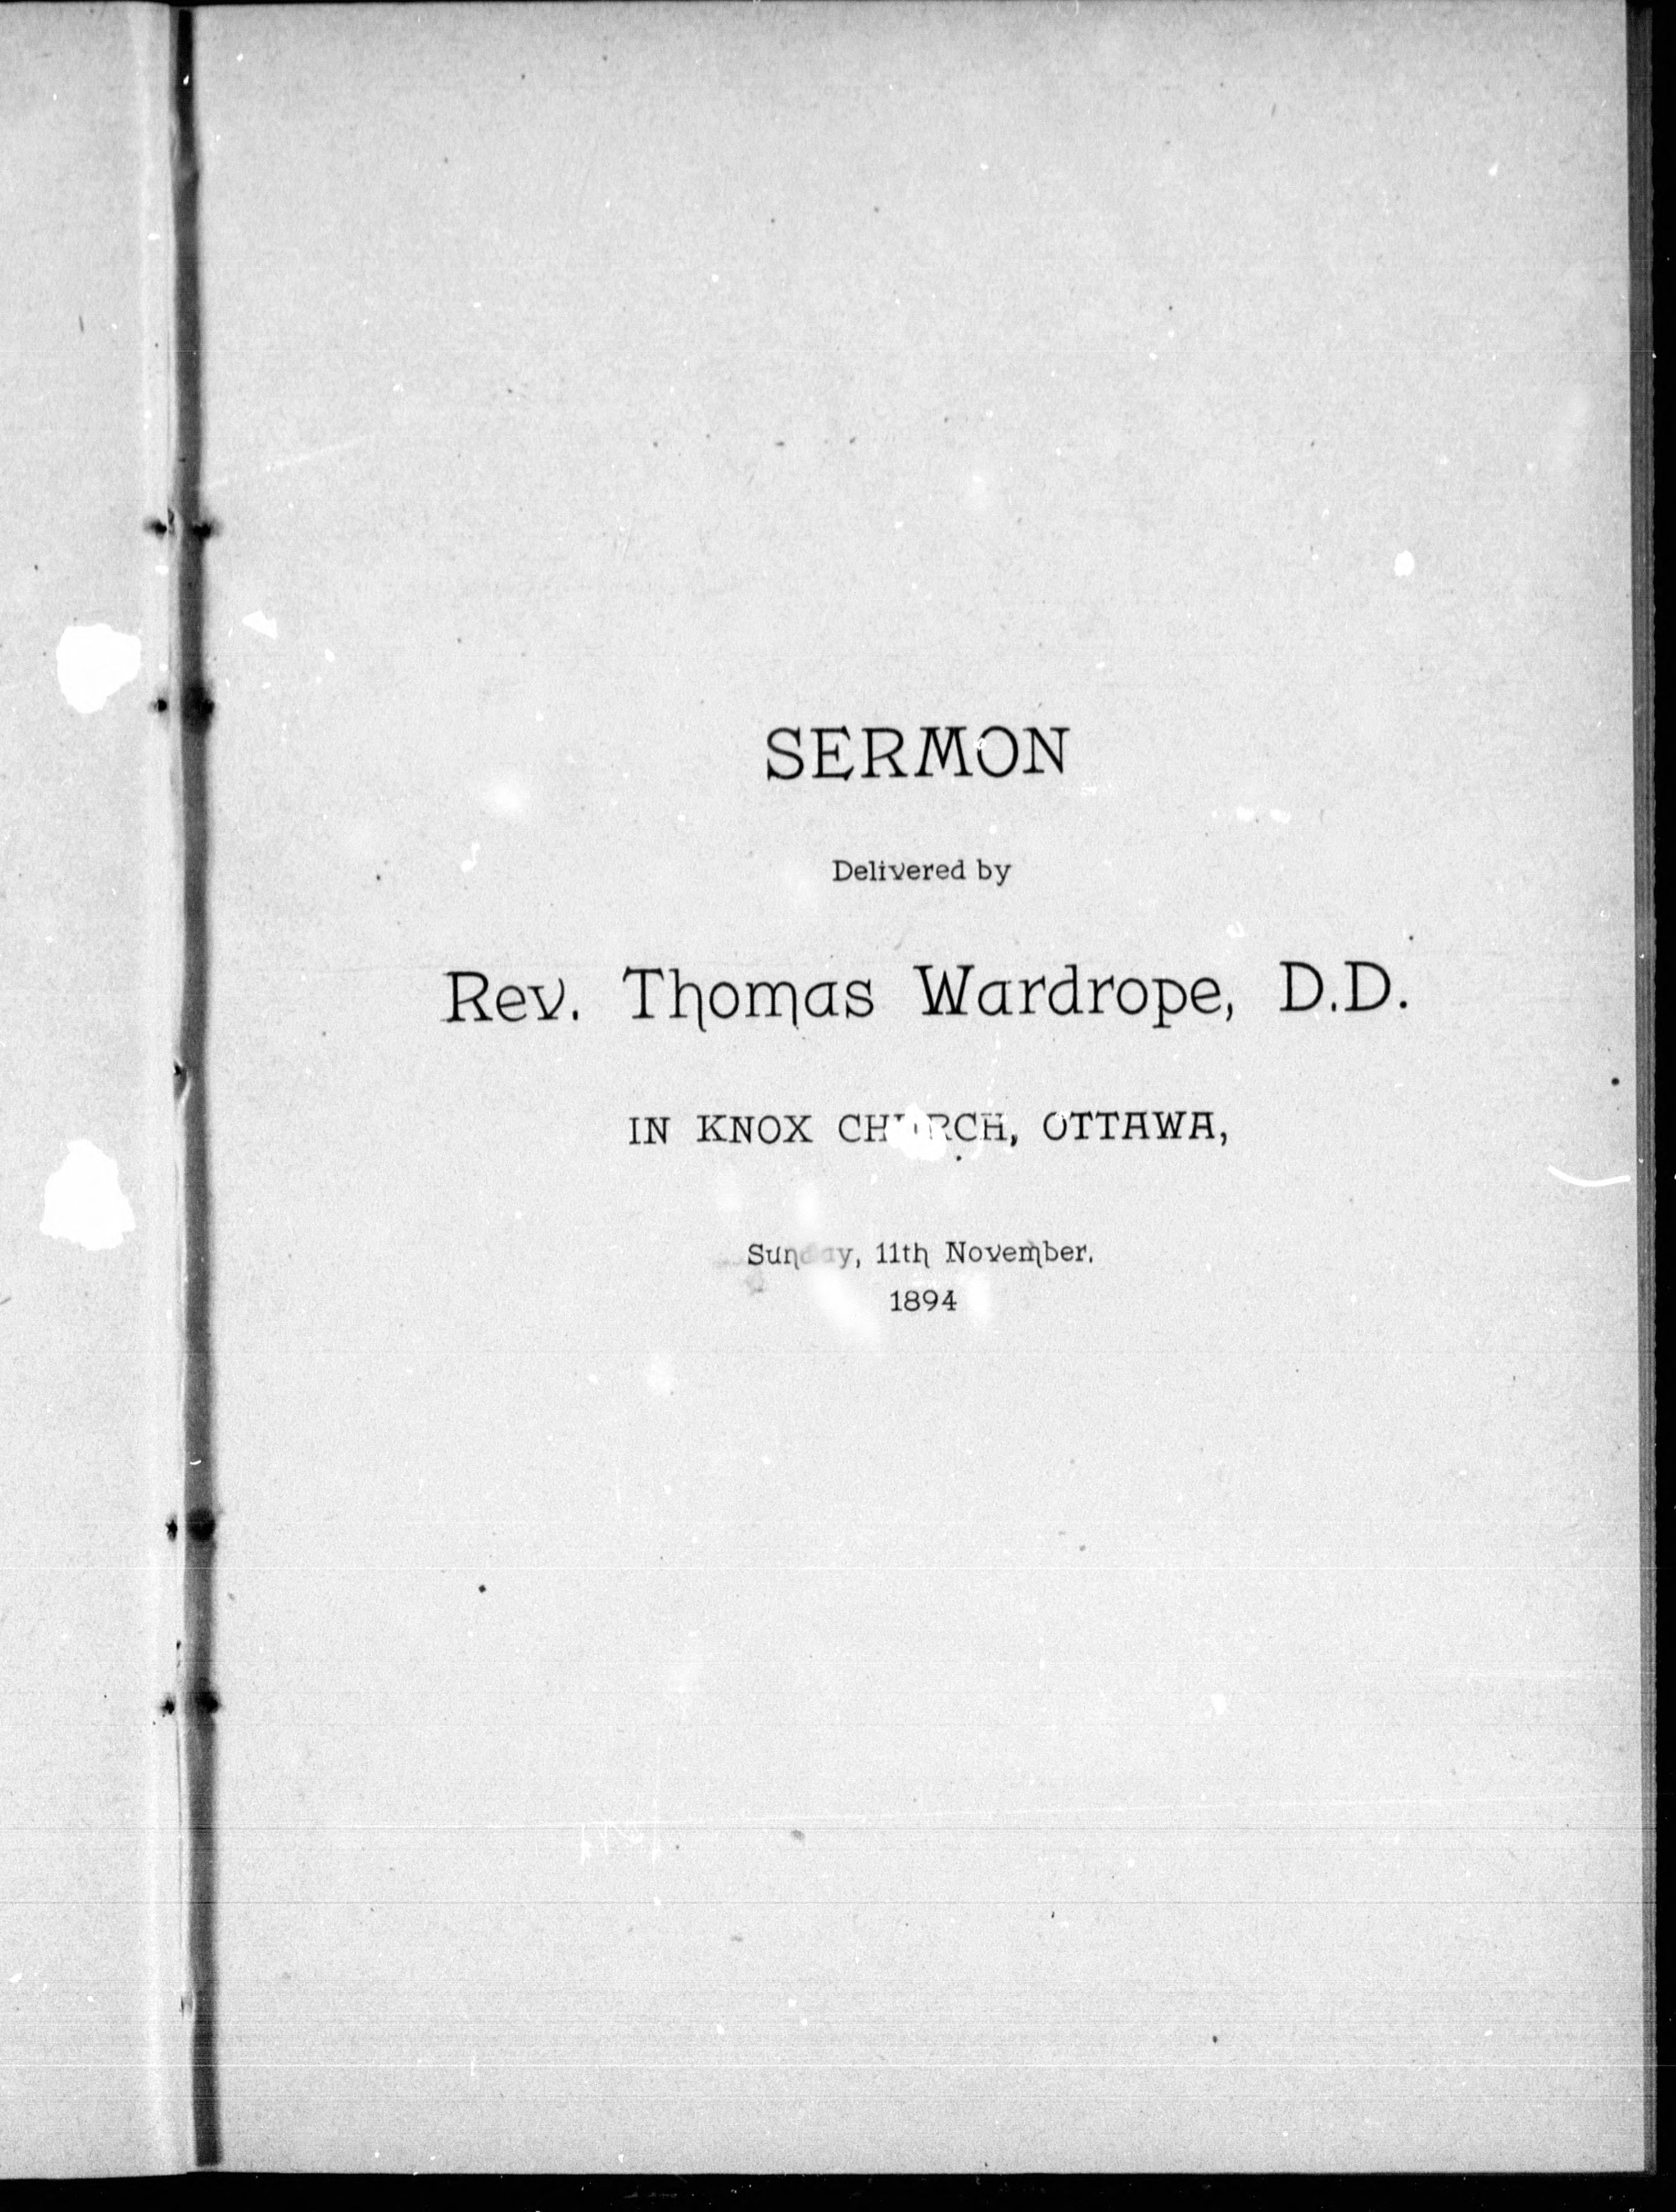 SERMON
Delivered by
Rev. Thomas Wardrope, D.D.
IN KNOX CHURCH, OTTAWA,
Sunday, 11th November.
1894